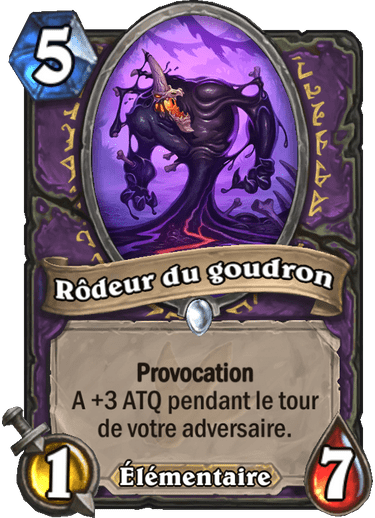 5
Rôdeur du goudron
Provocation
A +3 ATQ pendant le tour
de votre adversaire.
1
Élémentaire
7